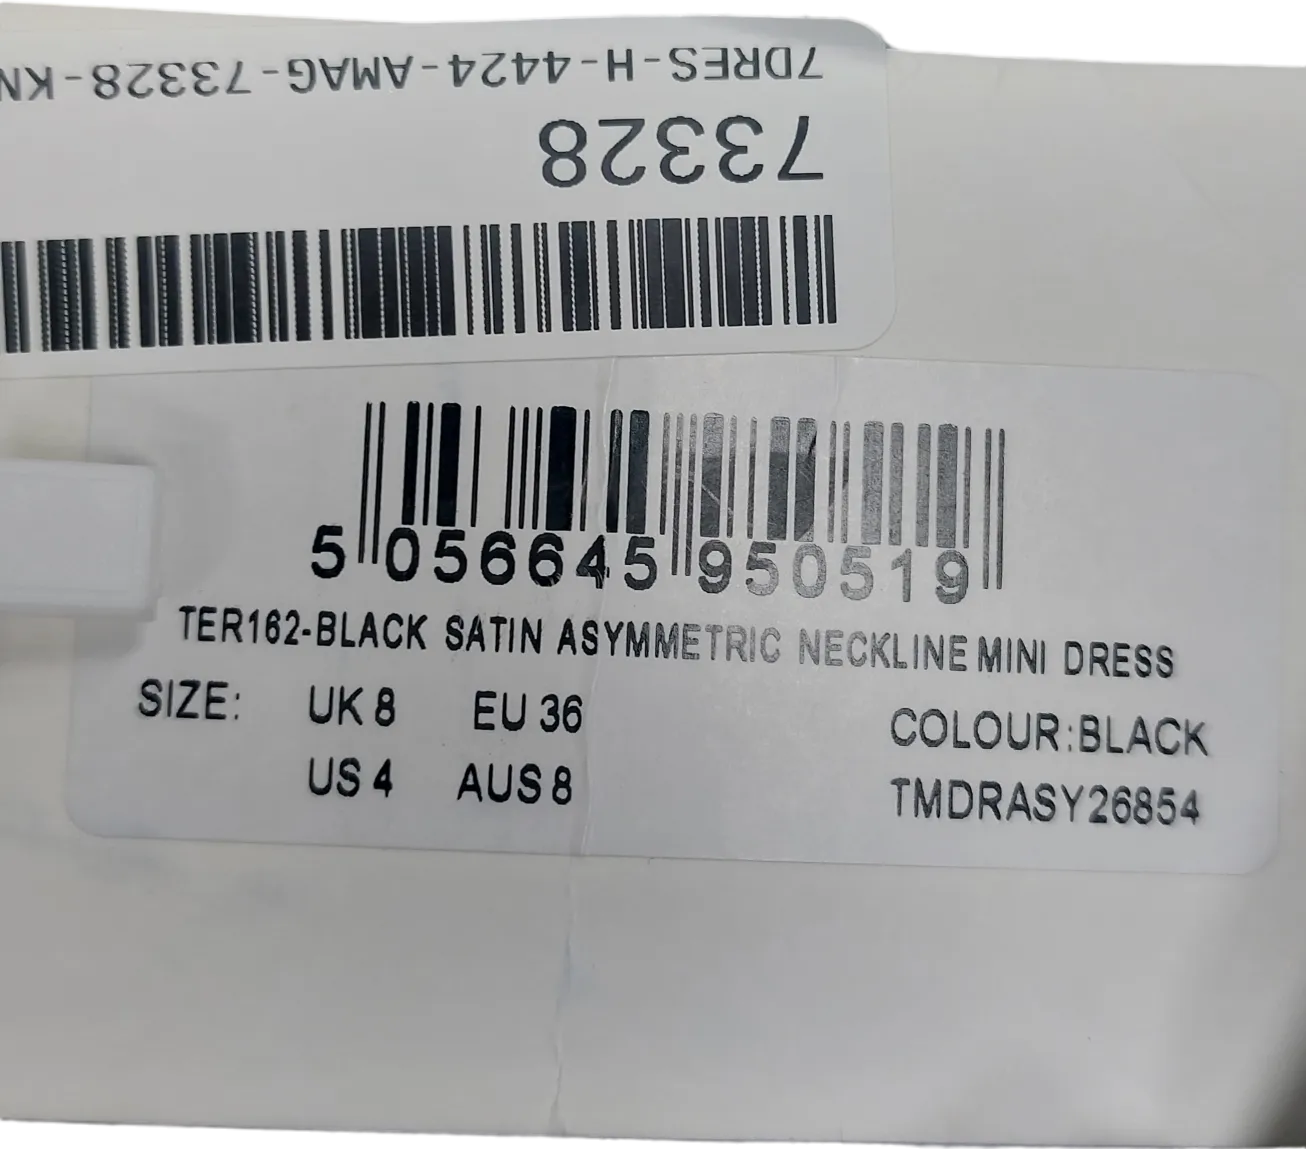 7DRES-H-4424-AMAG-73328-KN
73328
5 056645 950519
TER162-BLACK SATIN ASYMMETRIC NECKLINE MINI DRESS
SIZE: UK 8 EU 36 COLOUR:BLACK
US 4 AUS 8 TMDRASY26854